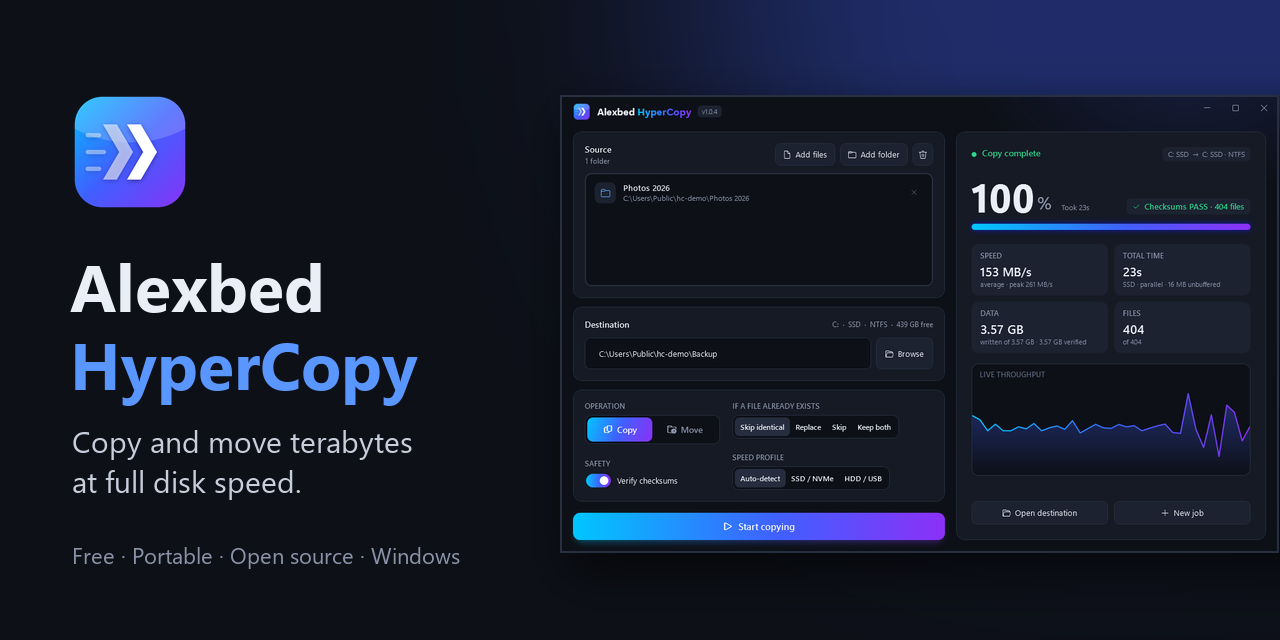 Alexbed
HyperCopy
Copy and move terabytes
at full disk speed.
Free · Portable · Open source · Windows
Alexbed HyperCopy v1.0.4
Source
1 folder
Add files
Add folder
Photos 2026
C:\Users\Public\hc-demo\Photos 2026
Destination
C: · SSD · NTFS · 439 GB free
C:\Users\Public\hc-demo\Backup
Browse
OPERATION
Copy
Move
IF A FILE ALREADY EXISTS
Skip identical
Replace
Skip
Keep both
SAFETY
Verify checksums
SPEED PROFILE
Auto-detect
SSD / NVMe
HDD / USB
Start copying
Copy complete
C: SSD → C: SSD · NTFS
100 % Took 23s
Checksums PASS · 404 files
SPEED
153 MB/s
average · peak 261 MB/s
TOTAL TIME
23s
SSD · parallel · 16 MB unbuffered
DATA
3.57 GB
written of 3.57 GB · 3.57 GB verified
FILES
404
of 404
LIVE THROUGHPUT
Open destination
New job